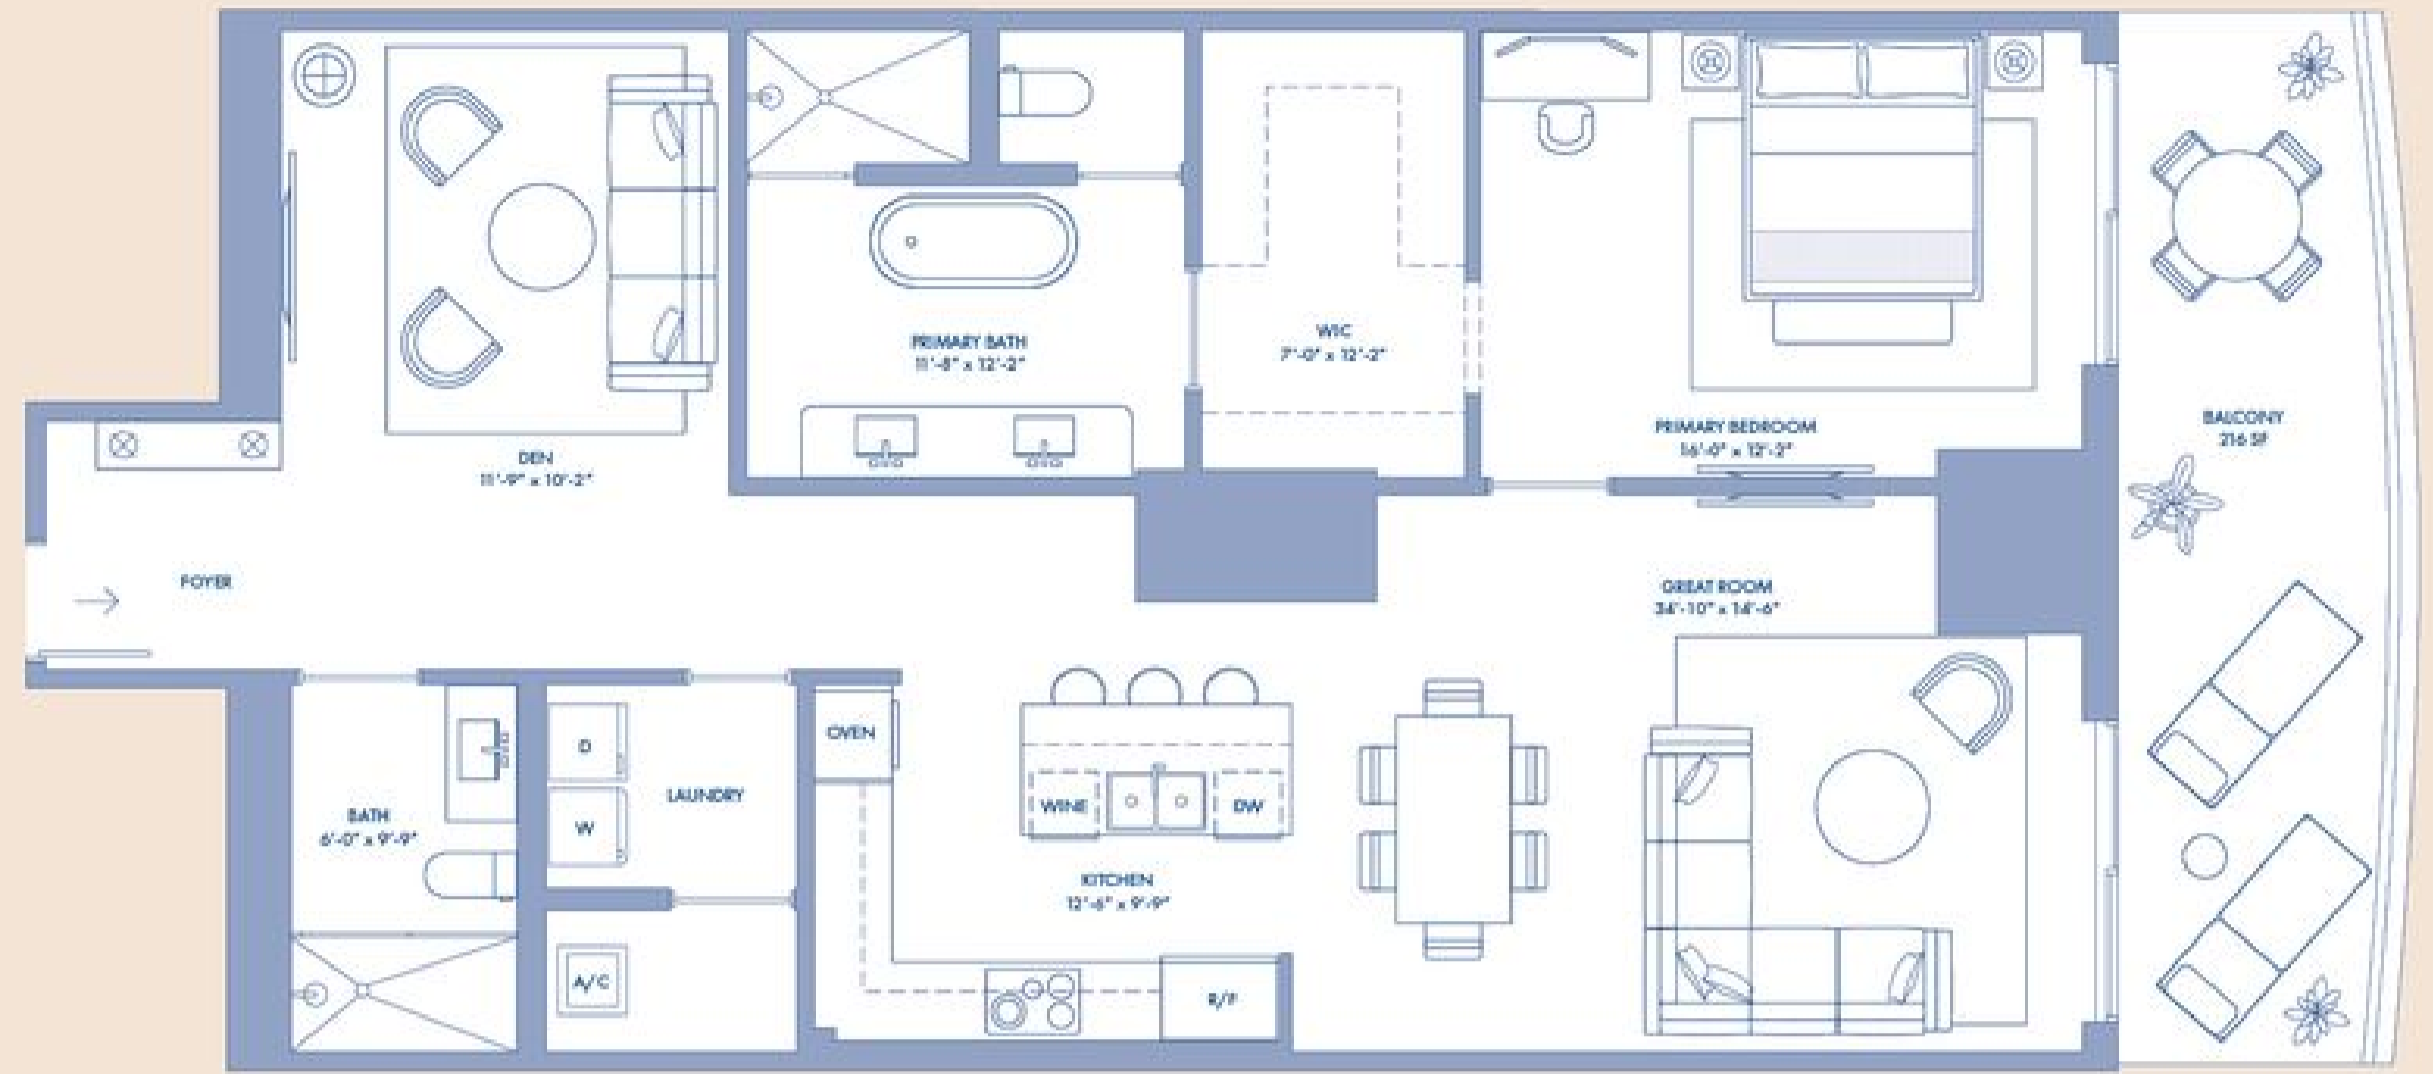 PRIMARY BATH
11'-8" x 12'-2"
WIC
7'-0" x 12'-2"
PRIMARY BEDROOM
16'-0" x 12'-2"
BALCONY
216 SF
DEN
11'-9" x 10'-2"
FOYER
GREAT ROOM
34'-10" x 14'-6"
OVEN
D
LAUNDRY
W
WINE
DW
BATH
6'-0" x 9'-9"
KITCHEN
12'-6" x 9'-9"
A/C
R/F